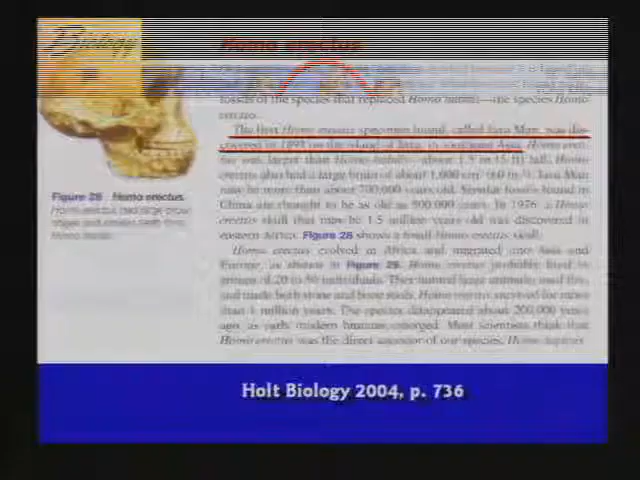 Biology
Homo erectus
fossils of the species that replaced Homo habilis—the species Homo
erectus.
The first Homo erectus specimen found, called Java Man, was dis-
covered in 1891 on the island of Java, in southeast Asia. Homo erec-
tus was larger than Homo habilis—about 1.5 m (5 ft) tall. Homo
erectus also had a large brain of about 1,000 cm
Java Man
may be more than about 700,000 years old. Similar fossils found in
China are thought to be as old as 500,000 years. In 1976, a Homo
erectus skull that may be 1.5 million years old was discovered in
eastern Africa. Figure 28 shows a fossil Homo erectus skull.
Homo erectus evolved in Africa and migrated into Asia and
Europe, as shown in Figure 29. Homo erectus probably lived in
groups of 20 to 50 individuals. They hunted large animals, used fire,
and made both stone and bone tools. Homo erectus survived for more
than 1 million years. The species disappeared about 200,000 years
ago, as early modern humans emerged. Most scientists think that
Homo erectus was the direct ancestor of our species, Homo sapiens.
Figure 28 Homo erectus.
Homo erectus had large brow
Holt Biology 2004, p. 736